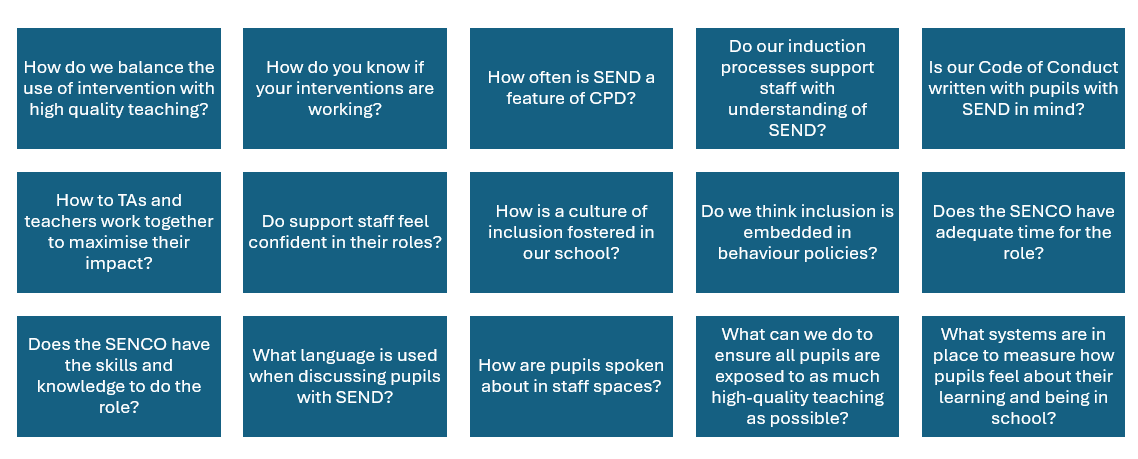 How do we balance the
use of intervention with
high quality teaching?
How do you know if
your interventions are
working?
How often is SEND a
feature of CPD?
Do our induction
processes support
staff with
understanding of
SEND?
Is our Code of Conduct
written with pupils with
SEND in mind?
How to TAs and
teachers work together
to maximise their
impact?
Do support staff feel
confident in their roles?
How is a culture of
inclusion fostered in
our school?
Do we think inclusion is
embedded in
behaviour policies?
Does the SENCO have
adequate time for the
role?
Does the SENCO have
the skills and
knowledge to do the
role?
What language is used
when discussing pupils
with SEND?
How are pupils spoken
about in staff spaces?
What can we do to
ensure all pupils are
exposed to as much
high-quality teaching
as possible?
What systems are in
place to measure how
pupils feel about their
learning and being in
school?